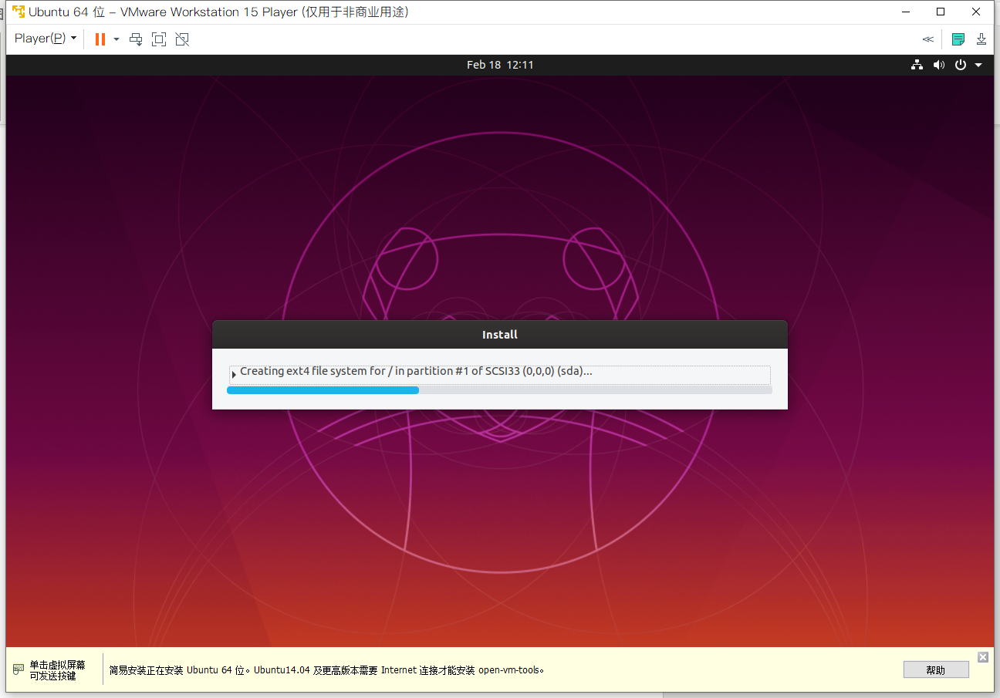 Ubuntu 64 位 - VMware Workstation 15 Player (仅用于非商业用途)
Player(P)
Feb 18 12:11
Install
Creating ext4 file system for / in partition #1 of SCSI33 (0,0,0) (sda)...
单击虚拟屏幕
可发送按键
简易安装正在安装 Ubuntu 64 位。Ubuntu14.04 及更高版本需要 Internet 连接才能安装 open-vm-tools。
帮助